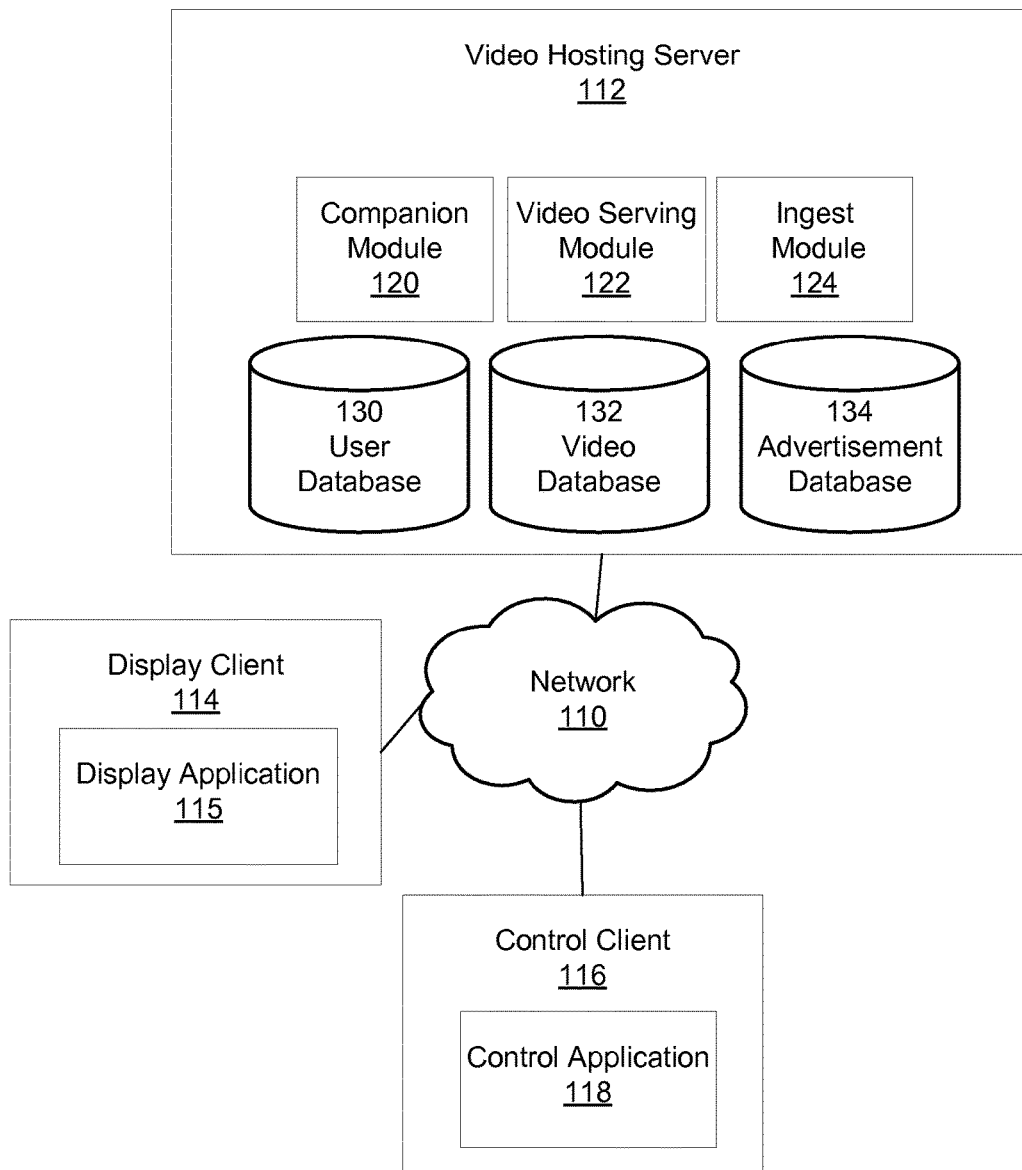 Video Hosting Server
112
Companion
Module
120
Video Serving
Module
122
Ingest
Module
124
130
User
Database
132
Video
Database
134
Advertisement
Database
Display Client
114
Display Application
115
Network
110
Control Client
116
Control Application
118